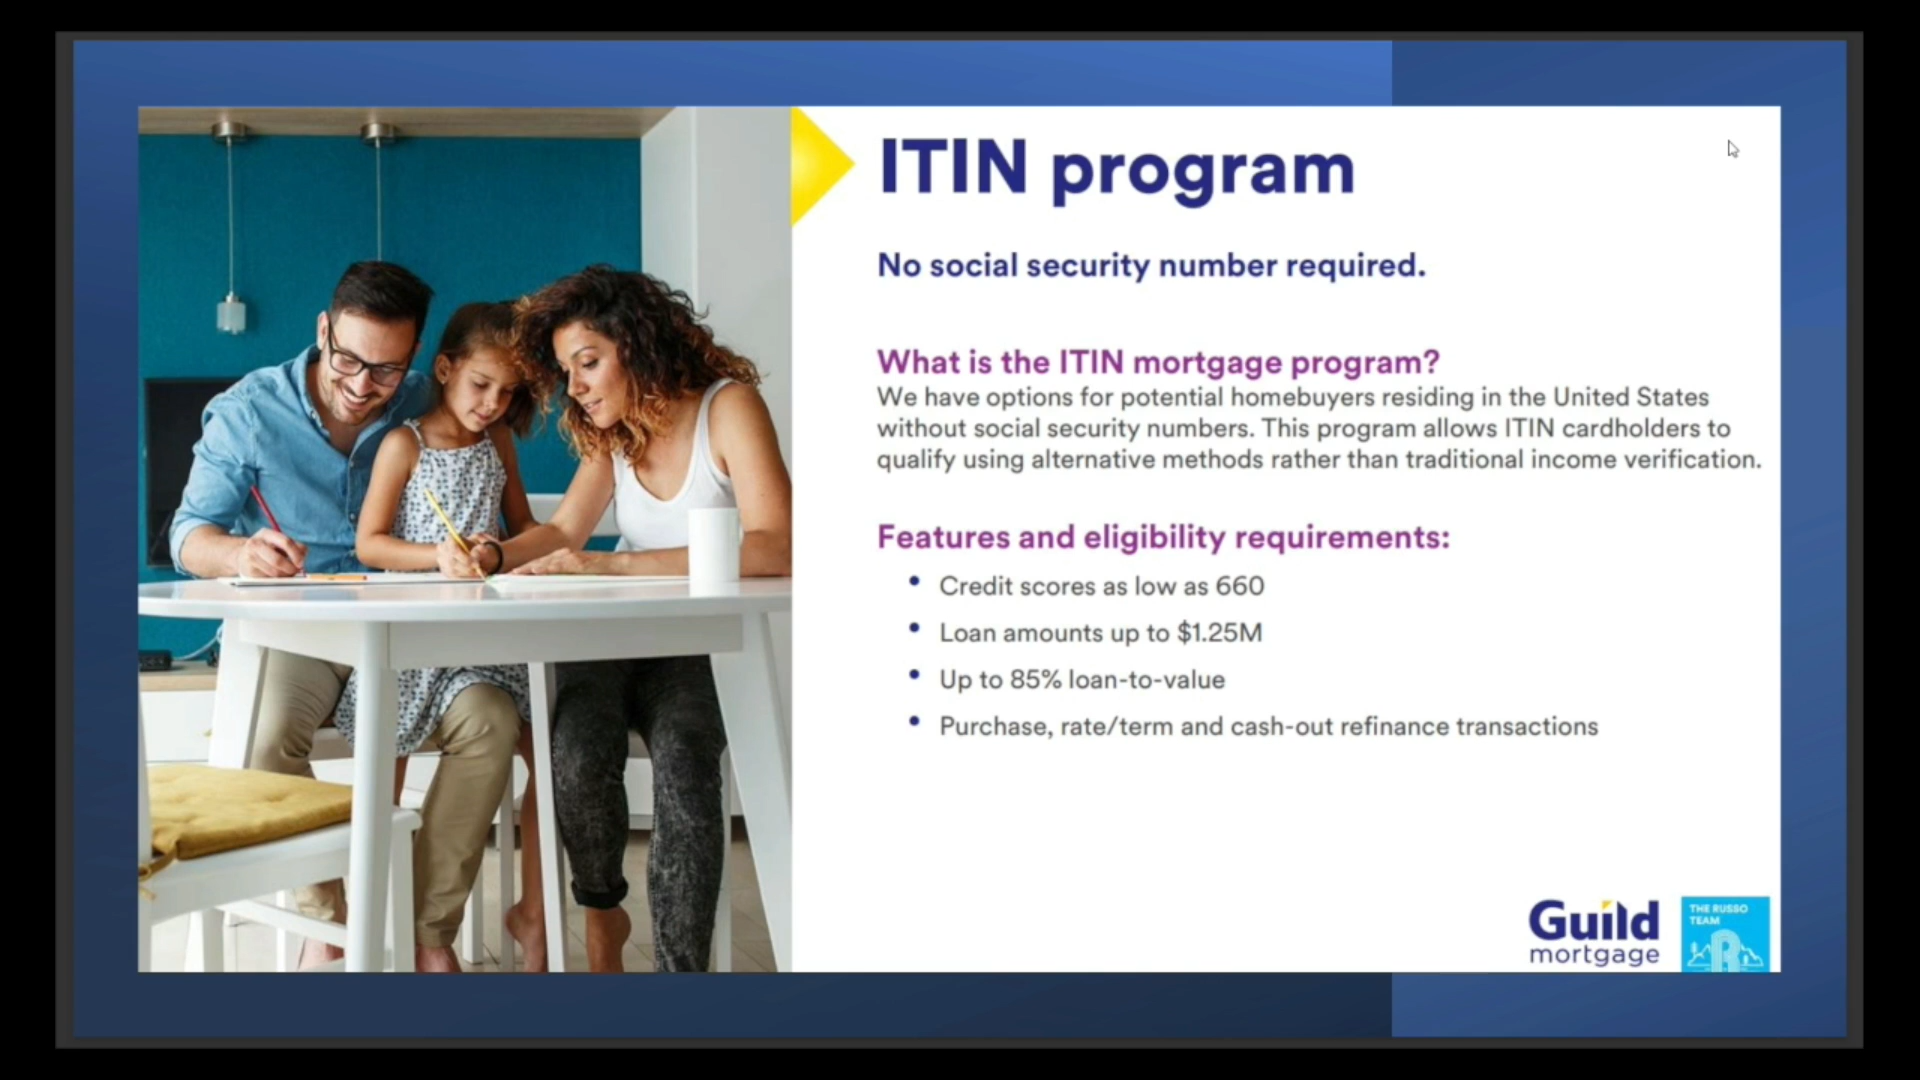 ITIN program
No social security number required.
What is the ITIN mortgage program?
We have options for potential homebuyers residing in the United States
without social security numbers. This program allows ITIN cardholders to
qualify using alternative methods rather than traditional income verification.
Features and eligibility requirements:
• Credit scores as low as 660
• Loan amounts up to $1.25M
• Up to 85% loan-to-value
• Purchase, rate/term and cash-out refinance transactions
Guild
mortgage
THE RUSSO
TEAM
R